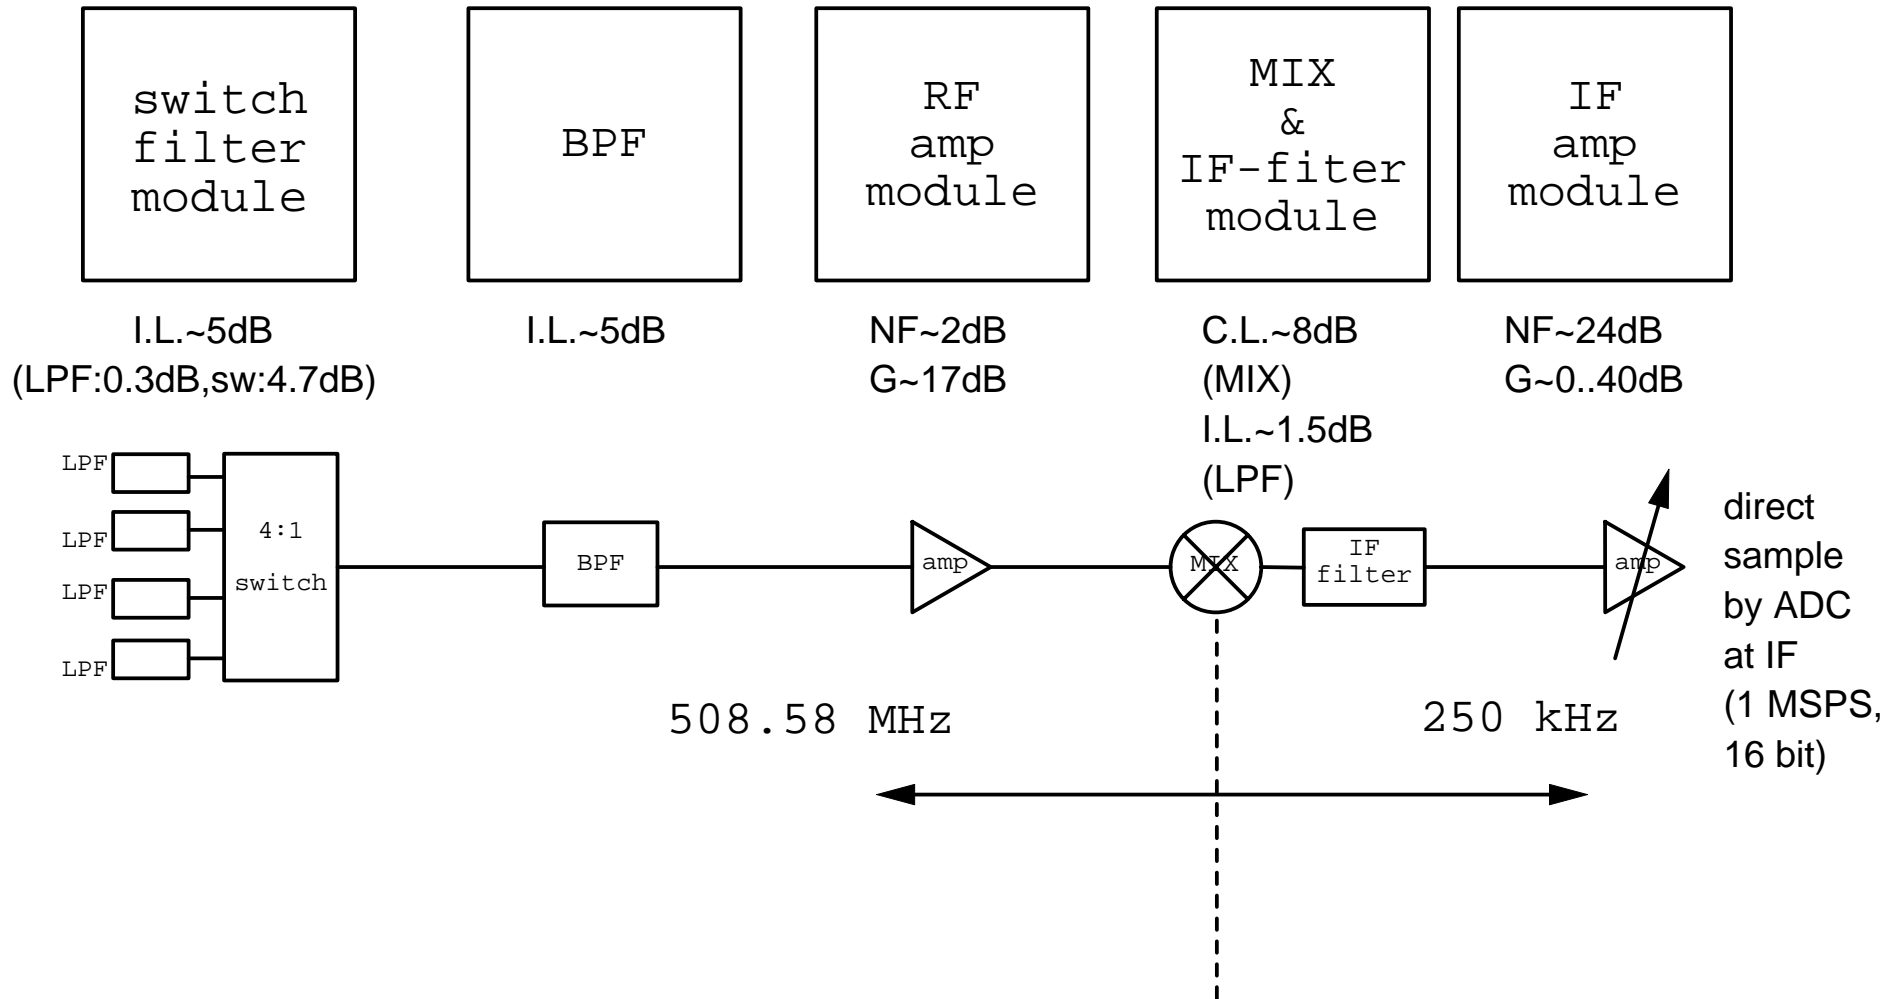 switch
filter
module
BPF
RF
amp
module
MIX
&
IF-fiter
module
IF
amp
module
I.L.~5dB
(LPF:0.3dB,sw:4.7dB)
I.L.~5dB
NF~2dB
G~17dB
C.L.~8dB
(MIX)
I.L.~1.5dB
(LPF)
NF~24dB
G~0..40dB
LPF
LPF
LPF
LPF
4:1
switch
BPF
amp
MIX
IF
filter
amp
direct
sample
by ADC
at IF
(1 MSPS,
16 bit)
508.58 MHz
250 kHz